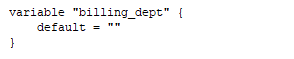 variable "billing_dept" {
    default = ""
}